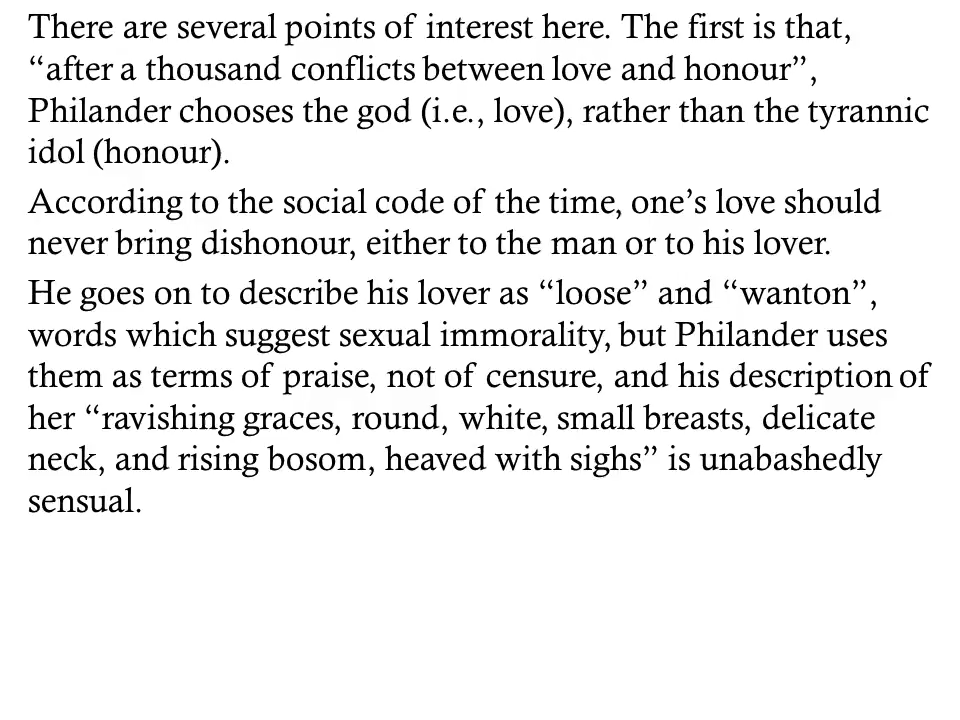 There are several points of interest here. The first is that,
“after a thousand conflicts between love and honour”,
Philander chooses the god (i.e., love), rather than the tyrannic
idol (honour).
According to the social code of the time, one’s love should
never bring dishonour, either to the man or to his lover.
He goes on to describe his lover as “loose” and “wanton”,
words which suggest sexual immorality, but Philander uses
them as terms of praise, not of censure, and his description of
her “ravishing graces, round, white, small breasts, delicate
neck, and rising bosom, heaved with sighs” is unabashedly
sensual.